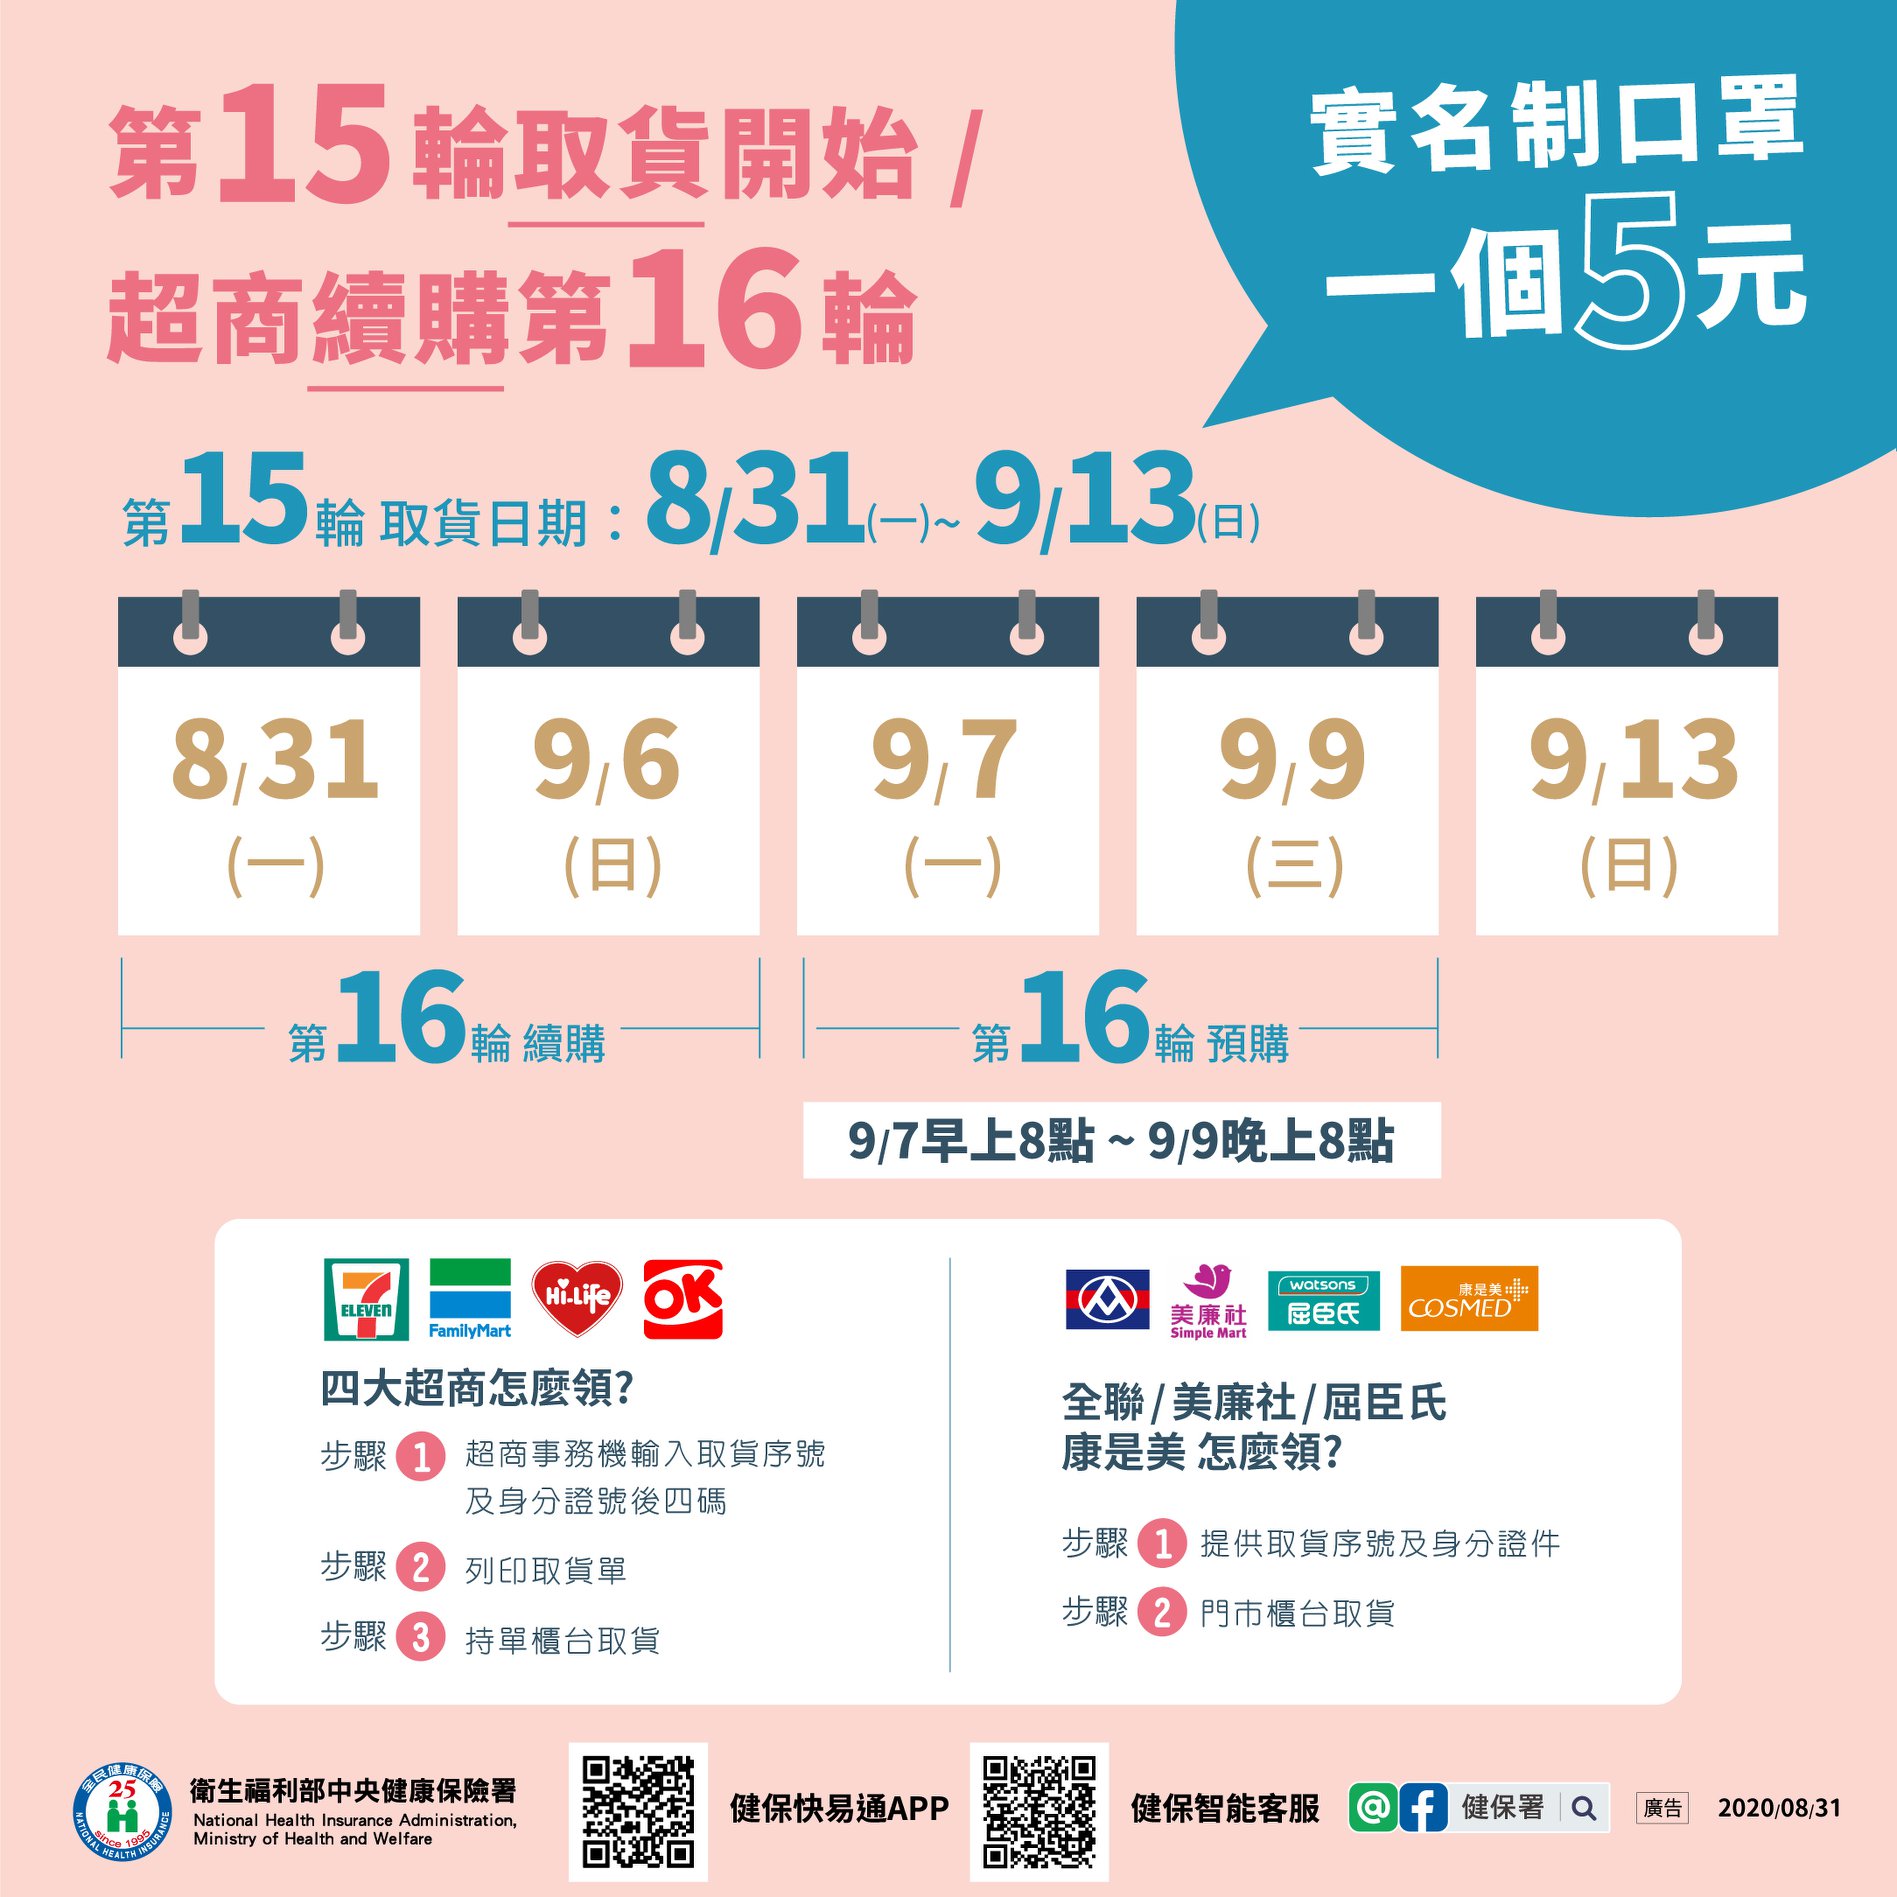 第15輪取貨開始/
超商續購第16輪
實名制口罩
一個5元
第15輪 取貨日期：8/31(一)~ 9/13(日)
8/31
(一)
9/6
(日)
9/7
(一)
9/9
(三)
9/13
(日)
第16輪 續購
第16輪 預購
9/7早上8點 ~ 9/9晚上8點
7
ELEVEN
FamilyMart
Hi-Life
OK
四大超商怎麼領?
步驟 1 超商事務機輸入取貨序號
及身分證號後四碼
步驟 2 列印取貨單
步驟 3 持單櫃台取貨
美廉社
Simple Mart
watsons
屈臣氏
康是美
COSMED
全聯/美廉社/屈臣氏
康是美 怎麼領?
步驟 1 提供取貨序號及身分證件
步驟 2 門市櫃台取貨
全民健康保險
25
since 1995
NATIONAL HEALTH INSURANCE
衛生福利部中央健康保險署
National Health Insurance Administration,
Ministry of Health and Welfare
健保快易通APP
健保智能客服
@ f 健保署
廣告
2020/08/31